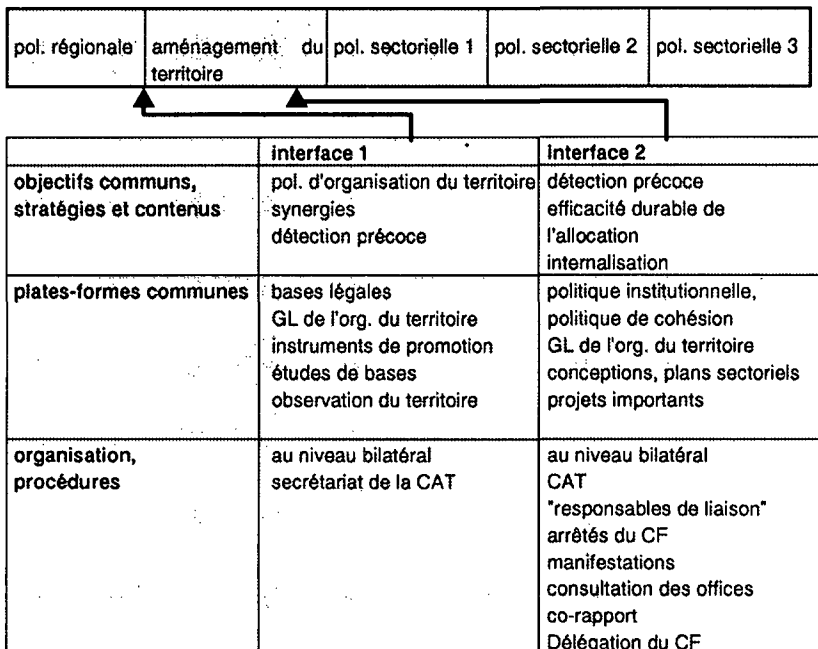 pol. régionale aménagement du territoire pol. sectorielle 1 pol. sectorielle 2 pol. sectorielle 3
interface 1 interface 2
objectifs communs, stratégies et contenus
pol. d'organisation du territoire
synergies
détection précoce
détection précoce
efficacité durable de
l'allocation
internalisation
plates-formes communes
bases légales
GL de l'org. du territoire
instruments de promotion
études de bases
observation du territoire
politique institutionnelle,
politique de cohésion
GL de l'org. du territoire
conceptions, plans sectoriels
projets importants
organisation,
procédures
au niveau bilatéral
secrétariat de la CAT
au niveau bilatéral
CAT
"responsables de liaison"
arrêtés du CF
manifestations
consultation des offices
co-rapport
Délégation du CF